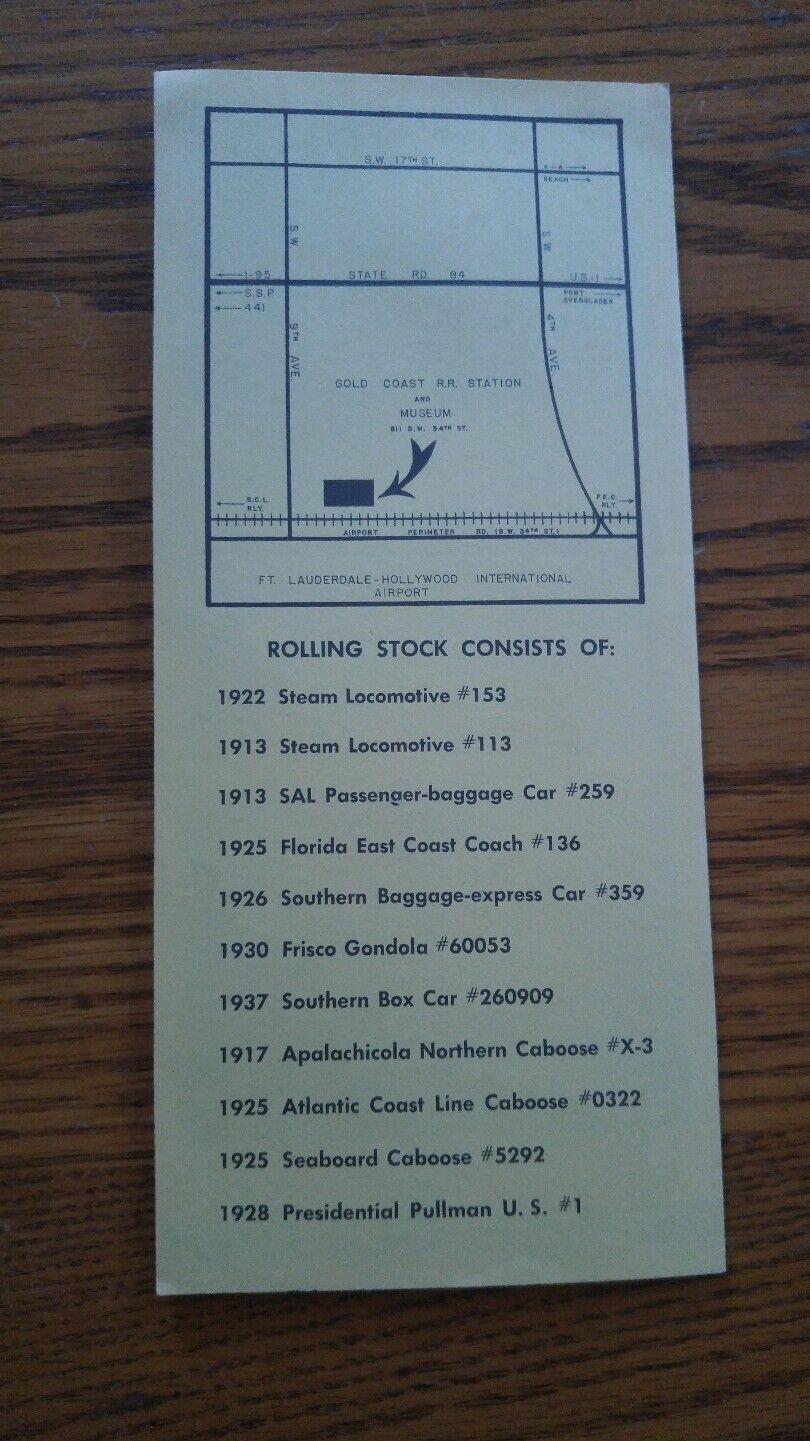 S.W. 17TH ST.
A-1-A
BEACH
S W
S W
I-95
STATE RD 84
U.S.-1
S.S.P.
441
PORT
EVERGLADES
9TH AVE.
4TH AVE.
GOLD COAST R.R. STATION
AND
MUSEUM
811 S.W. 34TH ST.
S.C.L.
RLY.
F.E.C
RLY.
AIRPORT PERIMETER RD. (S.W. 34TH ST.)
FT. LAUDERDALE-HOLLYWOOD INTERNATIONAL
AIRPORT
ROLLING STOCK CONSISTS OF:
1922 Steam Locomotive #153
1913 Steam Locomotive #113
1913 SAL Passenger-baggage Car #259
1925 Florida East Coast Coach #136
1926 Southern Baggage-express Car #359
1930 Frisco Gondola #60053
1937 Southern Box Car #260909
1917 Apalachicola Northern Caboose #X-3
1925 Atlantic Coast Line Caboose #0322
1925 Seaboard Caboose #5292
1928 Presidential Pullman U. S. #1